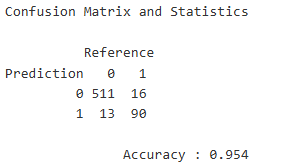 Confusion Matrix and Statistics
Reference
Prediction 0 1
0 511 16
1 13 90
Accuracy : 0.954